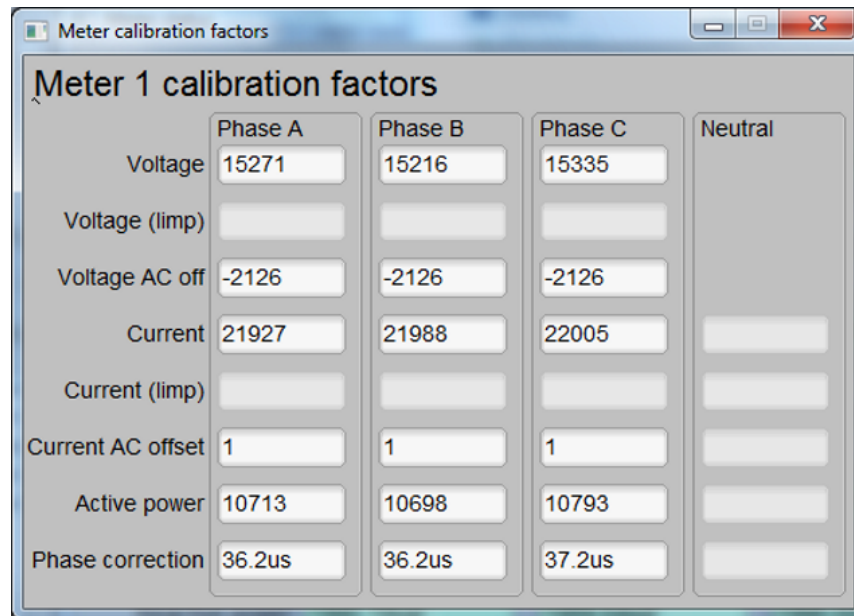 Meter calibration factors
Meter 1 calibration factors
Phase A Phase B Phase C Neutral
Voltage 15271 15216 15335
Voltage (limp)
Voltage AC off -2126 -2126 -2126
Current 21927 21988 22005
Current (limp)
Current AC offset 1 1 1
Active power 10713 10698 10793
Phase correction 36.2us 36.2us 37.2us